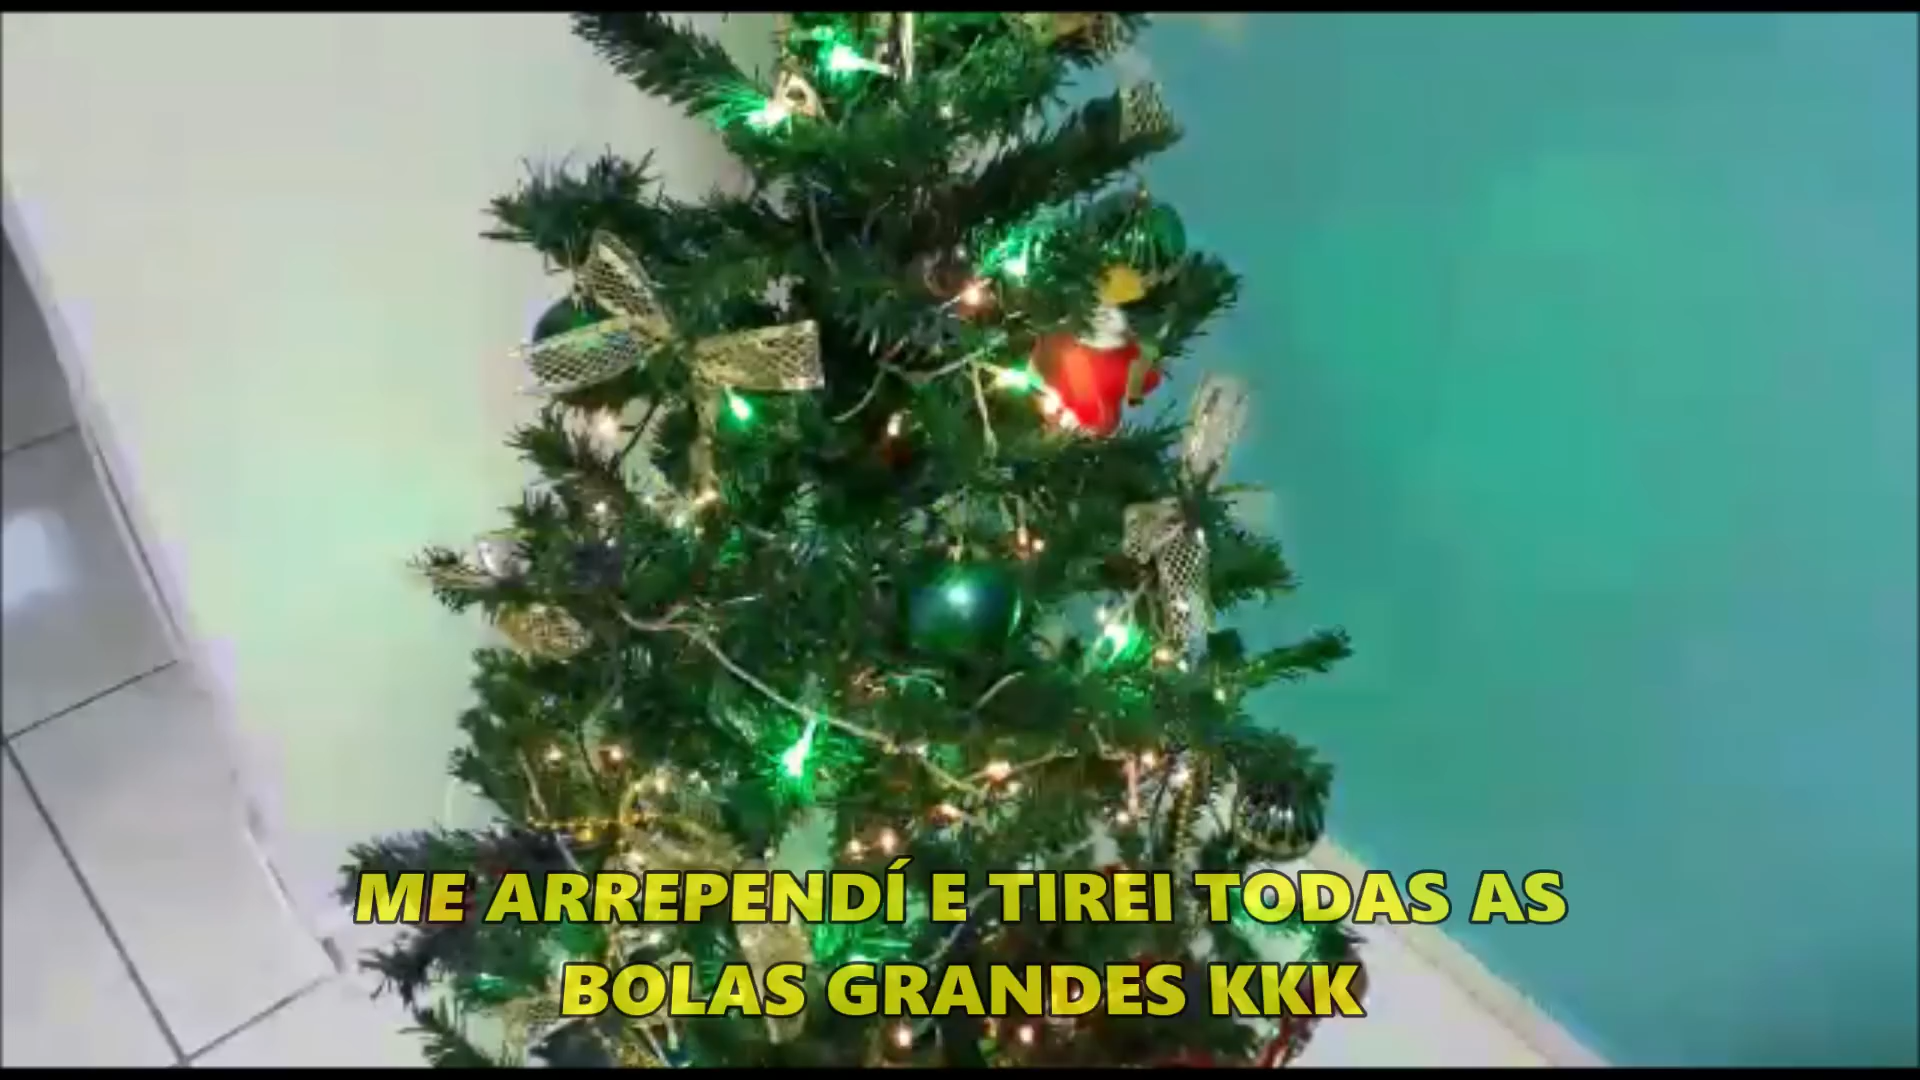 ME ARREPENDÍ E TIREI TODAS AS
BOLAS GRANDES KKK